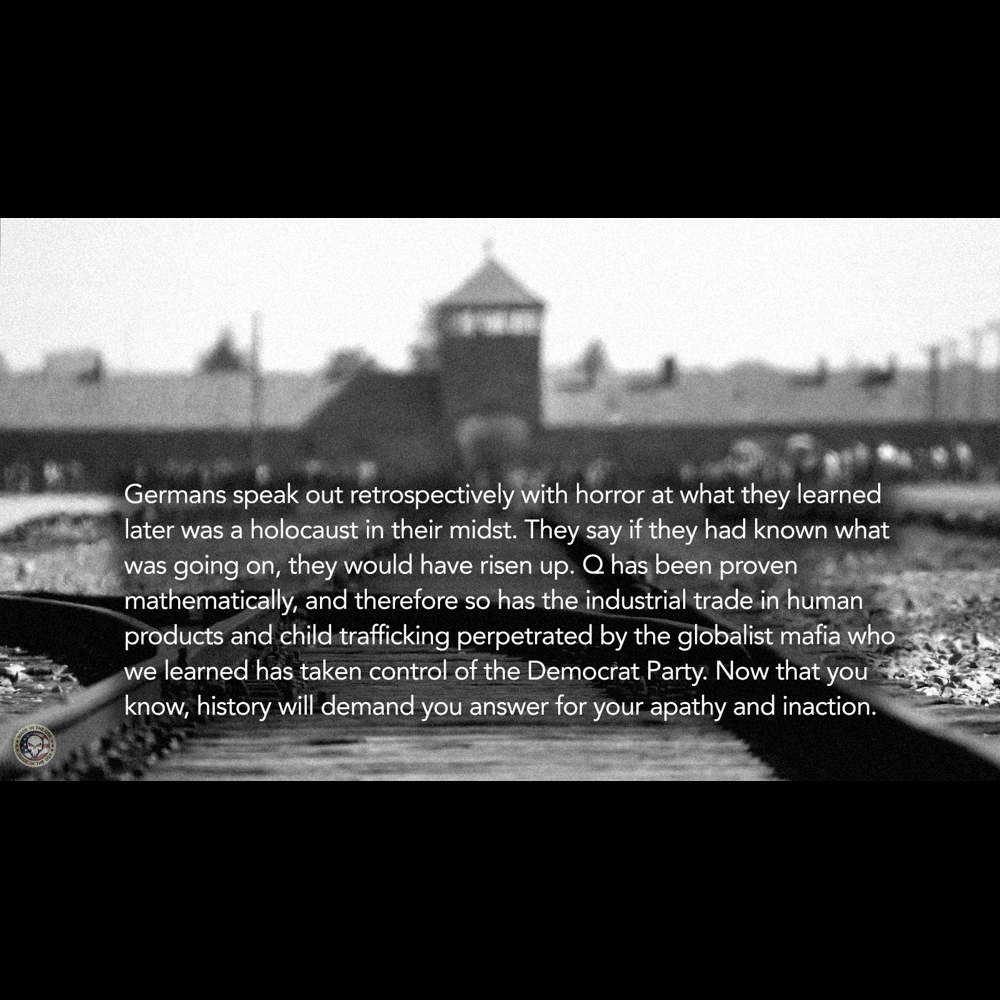 Germans speak out retrospectively with horror at what they learned
later was a holocaust in their midst. They say if they had known what
was going on, they would have risen up. Q has been proven
mathematically, and therefore so has the industrial trade in human
products and child trafficking perpetrated by the globalist mafia who
we learned has taken control of the Democrat Party. Now that you
know, history will demand you answer for your apathy and inaction.